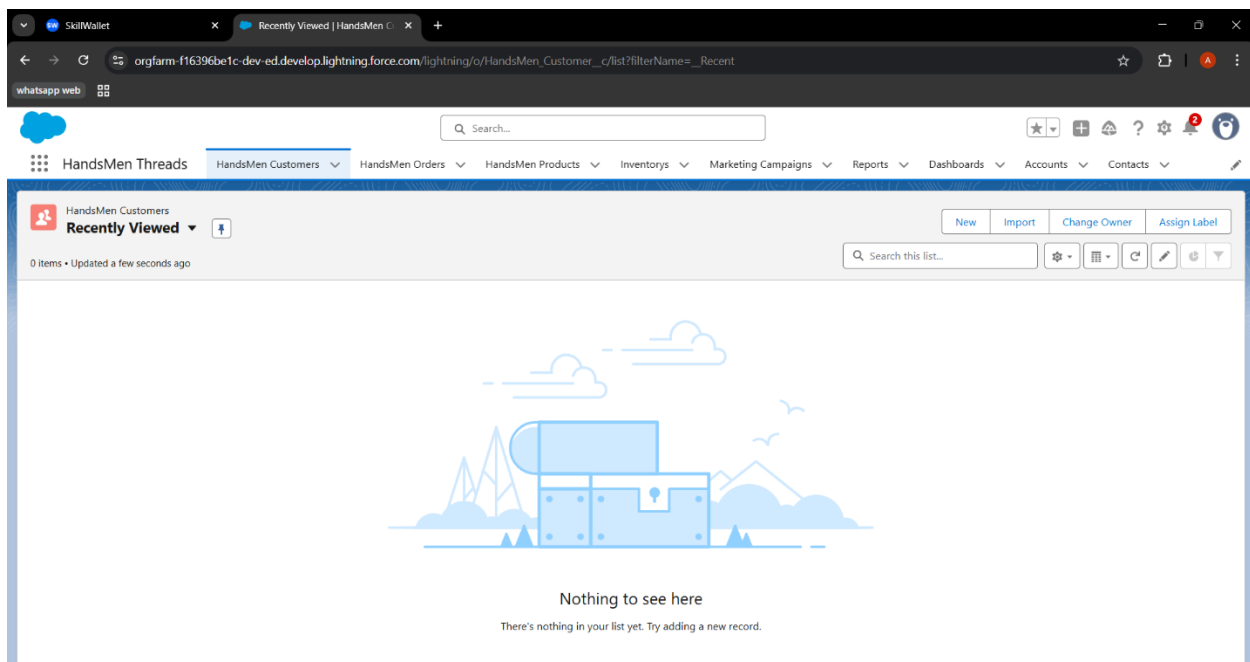 SW SkillWallet Recently Viewed | HandsMen C
orgfarm-f16396be1c-dev-ed.develop.lightning.force.com/lightning/o/HandsMen_Customer__c/list?filterName=__Recent A
whatsapp web
Search... 2
HandsMen Threads HandsMen Customers HandsMen Orders HandsMen Products Inventorys Marketing Campaigns Reports Dashboards Accounts Contacts
HandsMen Customers
Recently Viewed New Import Change Owner Assign Label
0 items • Updated a few seconds ago Search this list...
Nothing to see here
There's nothing in your list yet. Try adding a new record.